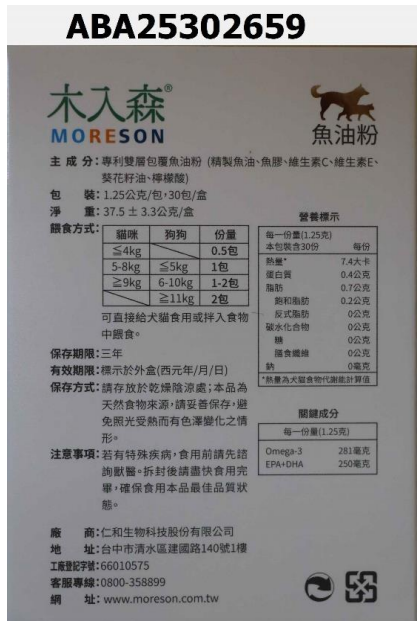 ABA25302659
木入森®
MORESON
魚油粉
主成分:專利雙層包覆魚油粉 (精製魚油、魚膠、維生素C、維生素E、
葵花籽油、檸檬酸)
包裝:1.25公克/包,30包/盒
淨重:37.5 ± 3.3公克/盒
餵食方式:
貓咪 狗狗 份量
≦4kg 0.5包
5-8kg ≦5kg 1包
≧9kg 6-10kg 1-2包
≧11kg 2包
可直接給犬貓食用或拌入食物
中餵食。
保存期限:三年
有效期限:標示於外盒(西元年/月/日)
保存方式:請存放於乾燥陰涼處;本品為
天然食物來源,請妥善保存,避
免照光受熱而有色澤變化之情
形。
注意事項:若有特殊疾病,食用前請先諮
詢獸醫。拆封後請盡快食用完
畢,確保食用本品最佳品質狀
態。
營養標示
每一份量(1.25克)
本包裝含30份 每份
熱量* 7.4大卡
蛋白質 0.4公克
脂肪 0.7公克
飽和脂肪 0.2公克
反式脂肪 0公克
碳水化合物 0公克
糖 0公克
膳食纖維 0公克
鈉 0毫克
*熱量為犬貓食物代謝能計算值
關鍵成分
每一份量(1.25克)
Omega-3 281毫克
EPA+DHA 250毫克
廠商:仁和生物科技股份有限公司
地址:台中市清水區建國路140號1樓
工廠登記字號:66010575
客服專線:0800-358899
網址:www.moreson.com.tw